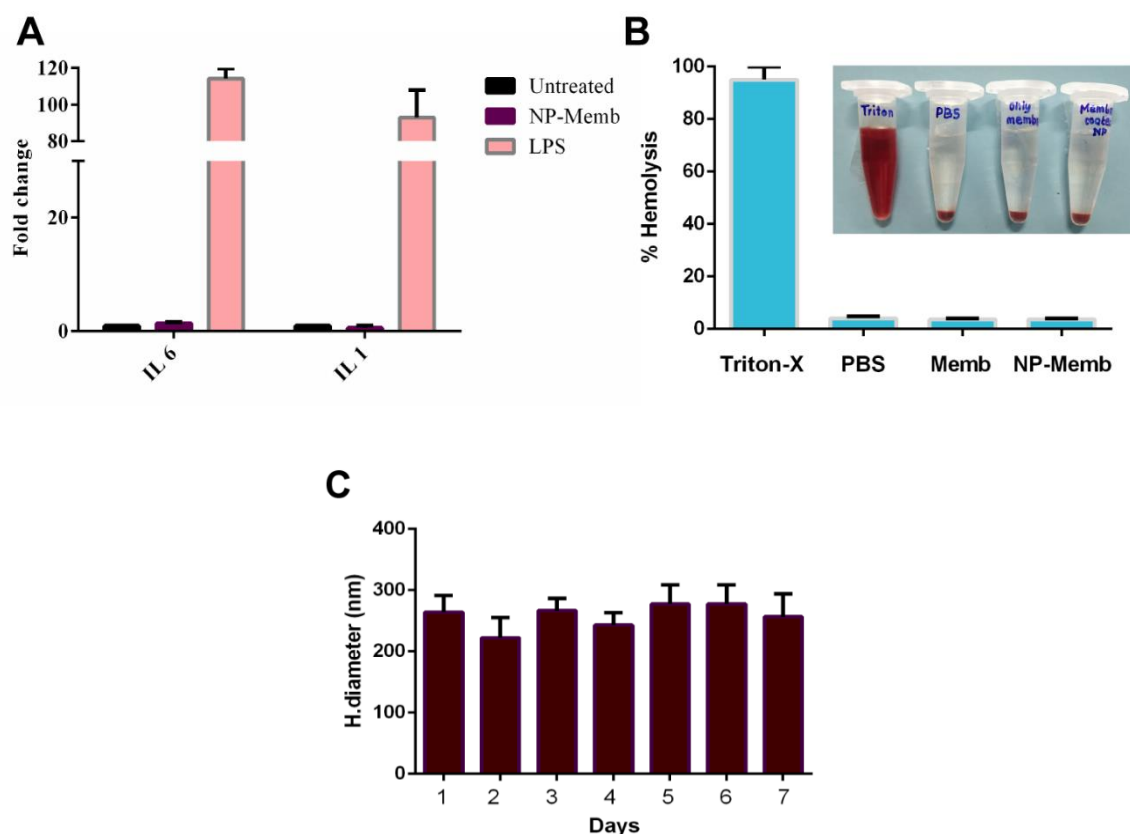 A
Fold change
120
100
80
20
0
IL 6
IL 1
Untreated
NP-Memb
LPS
B
% Hemolysis
100
80
60
40
20
0
Triton-X
PBS
Memb
NP-Memb
Triton
PBS
only
memb
Memb
coate
NP
C
H.diameter (nm)
400
300
200
100
0
1 2 3 4 5 6 7
Days